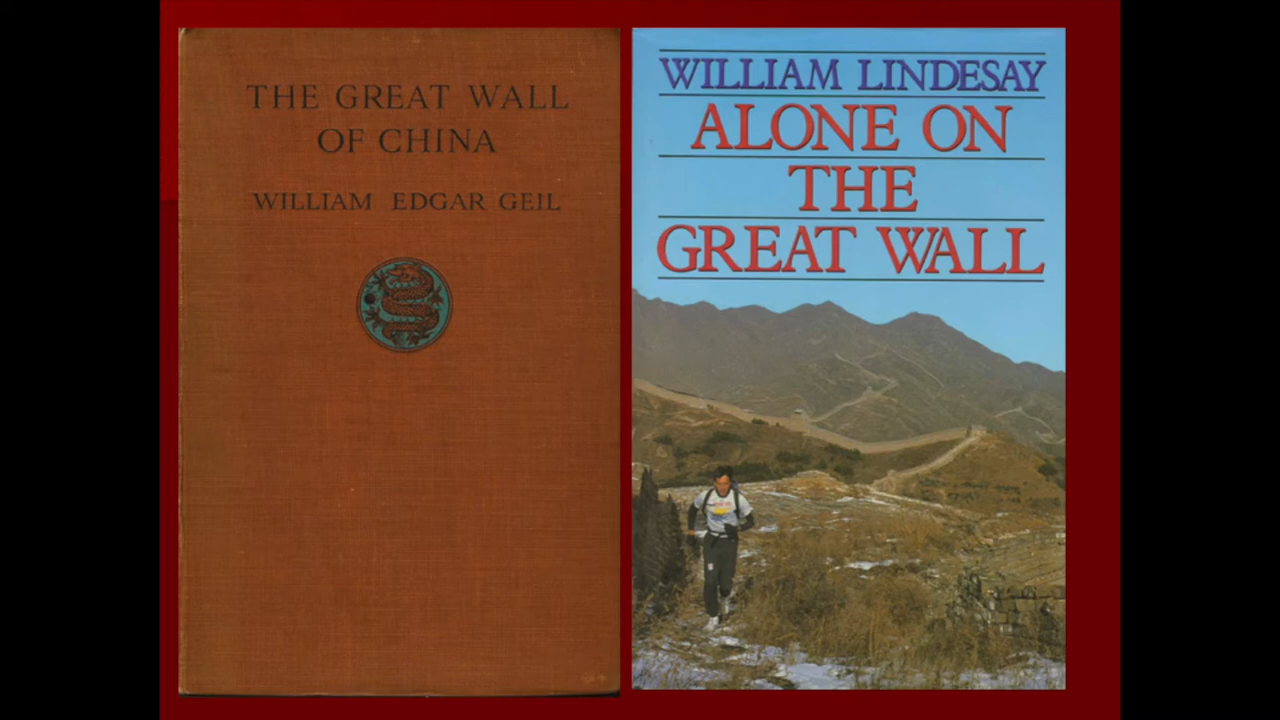 THE GREAT WALL
OF CHINA
WILLIAM EDGAR GEIL
WILLIAM LINDESAY
ALONE ON
THE
GREAT WALL